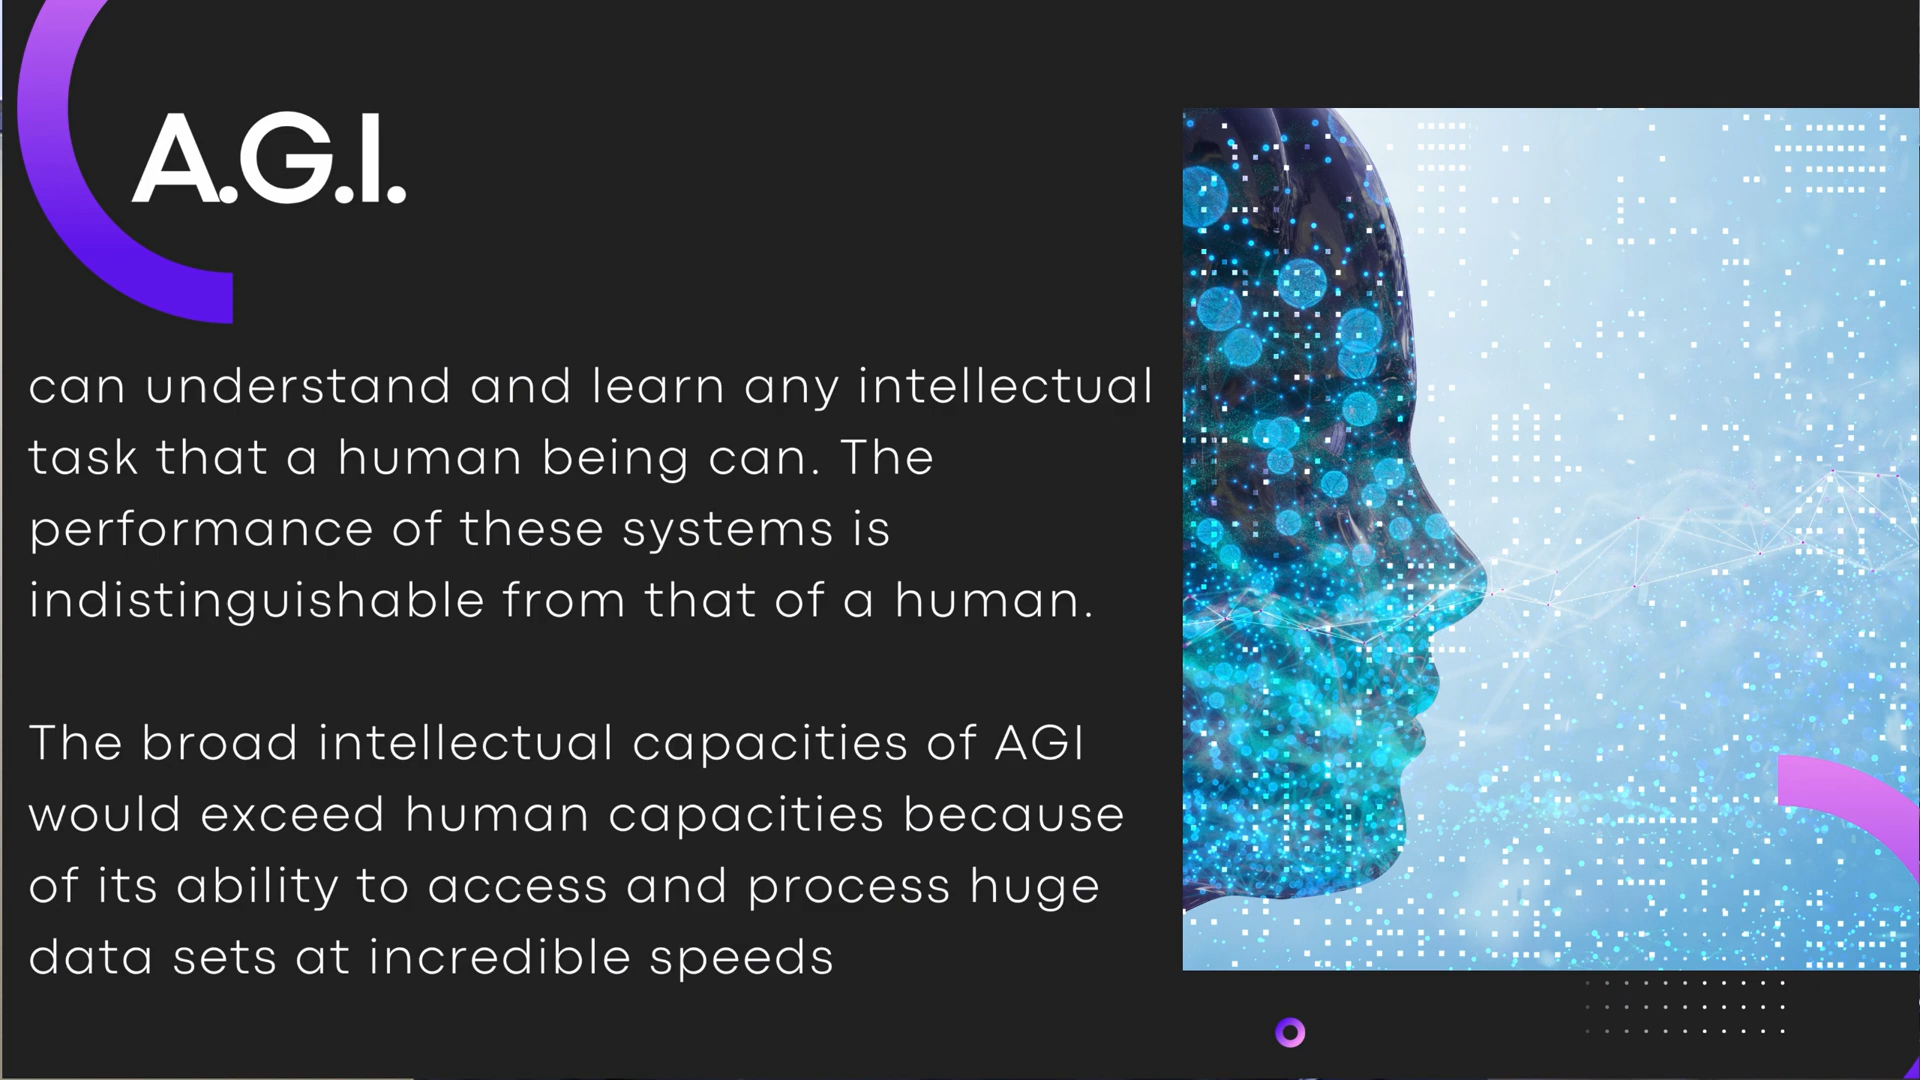 A.G.I.
can understand and learn any intellectual
task that a human being can. The
performance of these systems is
indistinguishable from that of a human.
The broad intellectual capacities of AGI
would exceed human capacities because
of its ability to access and process huge
data sets at incredible speeds